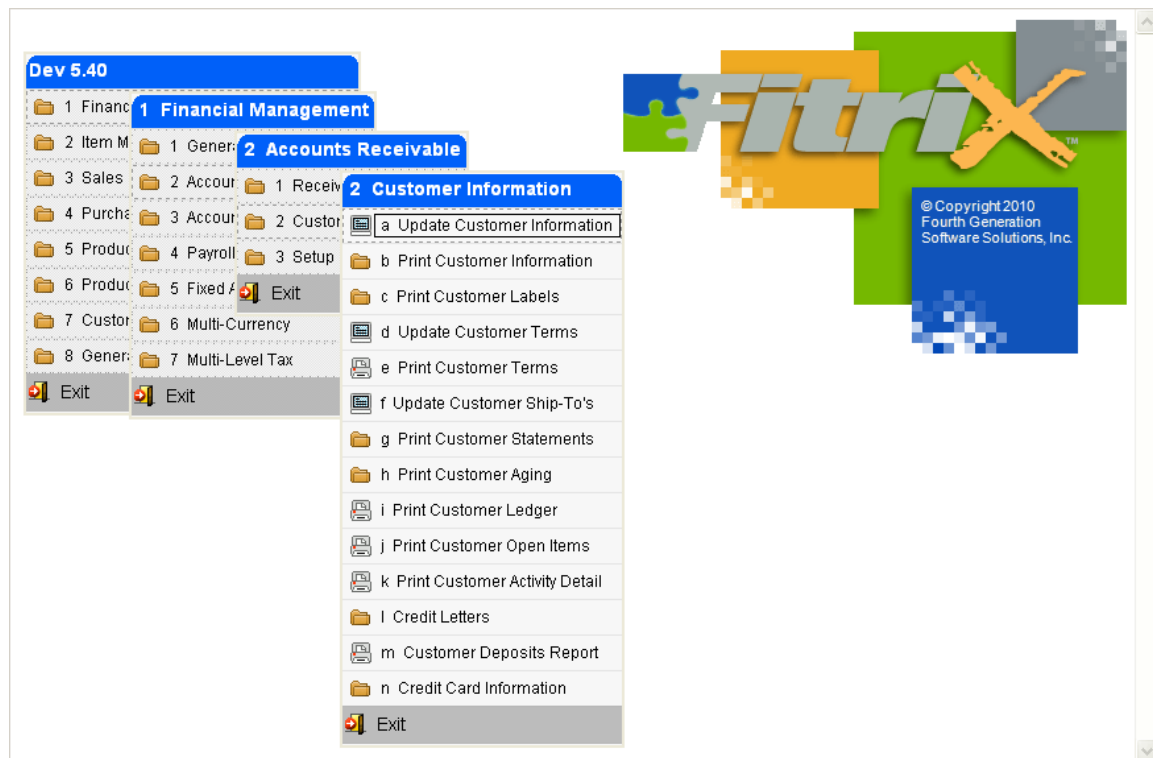 Dev 5.40
1 Financ
2 Item M
3 Sales
4 Purcha
5 Produc
6 Produc
7 Custor
8 Genera
Exit
1 Financial Management
1 Genera
2 Accour
3 Accour
4 Payroll
5 Fixed A
6 Multi-Currency
7 Multi-Level Tax
Exit
2 Accounts Receivable
1 Receiv
2 Custor
3 Setup
Exit
2 Customer Information
a Update Customer Information
b Print Customer Information
c Print Customer Labels
d Update Customer Terms
e Print Customer Terms
f Update Customer Ship-To's
g Print Customer Statements
h Print Customer Aging
i Print Customer Ledger
j Print Customer Open Items
k Print Customer Activity Detail
l Credit Letters
m Customer Deposits Report
n Credit Card Information
Exit
FitriX™
© Copyright 2010
Fourth Generation
Software Solutions, Inc.